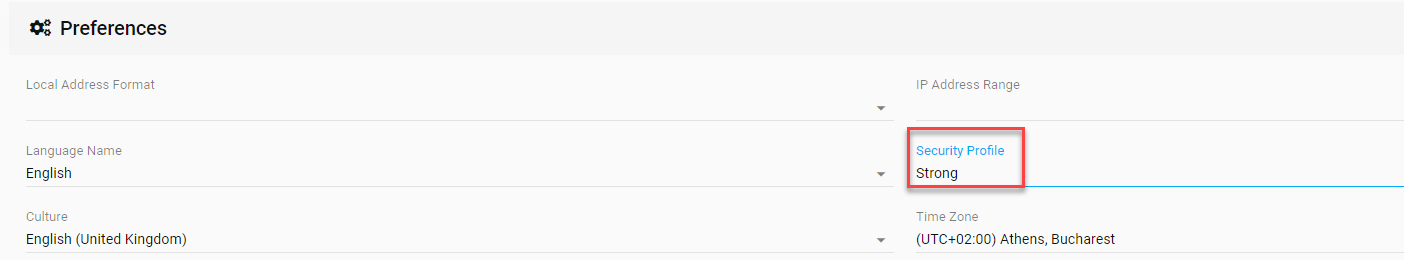 Preferences
Local Address Format
IP Address Range
Language Name
English
Security Profile
Strong
Culture
English (United Kingdom)
Time Zone
(UTC+02:00) Athens, Bucharest